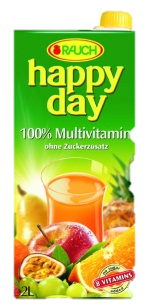 RAUCH
happy
day
100% Multivitamin
ohne Zuckerzusatz
8 VITAMINS
2L